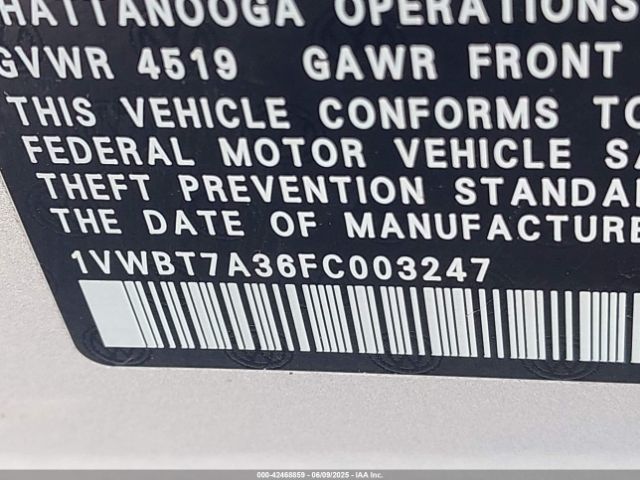 HATTANOOGA OPERATIONS
GVWR 4519 GAWR FRONT
THIS VEHICLE CONFORMS TO
FEDERAL MOTOR VEHICLE SA
THEFT PREVENTION STANDA
THE DATE OF MANUFACTURE
1VWBT7A36FC003247
000-42468859 / 06/09/2025 - IAA Inc.